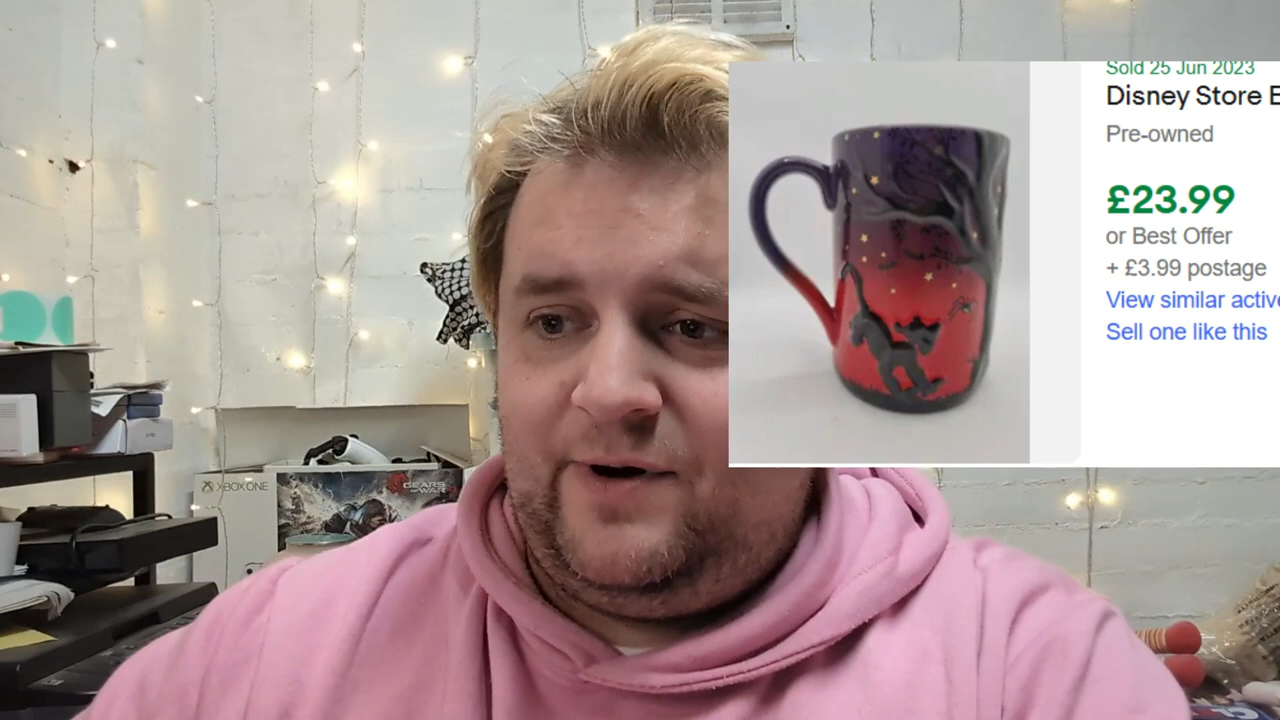 Sold 25 Jun 2023
Disney Store
Pre-owned
£23.99
or Best Offer
+ £3.99 postage
View similar
Sell one like this
XBOX ONE
GEARS
OF WAR